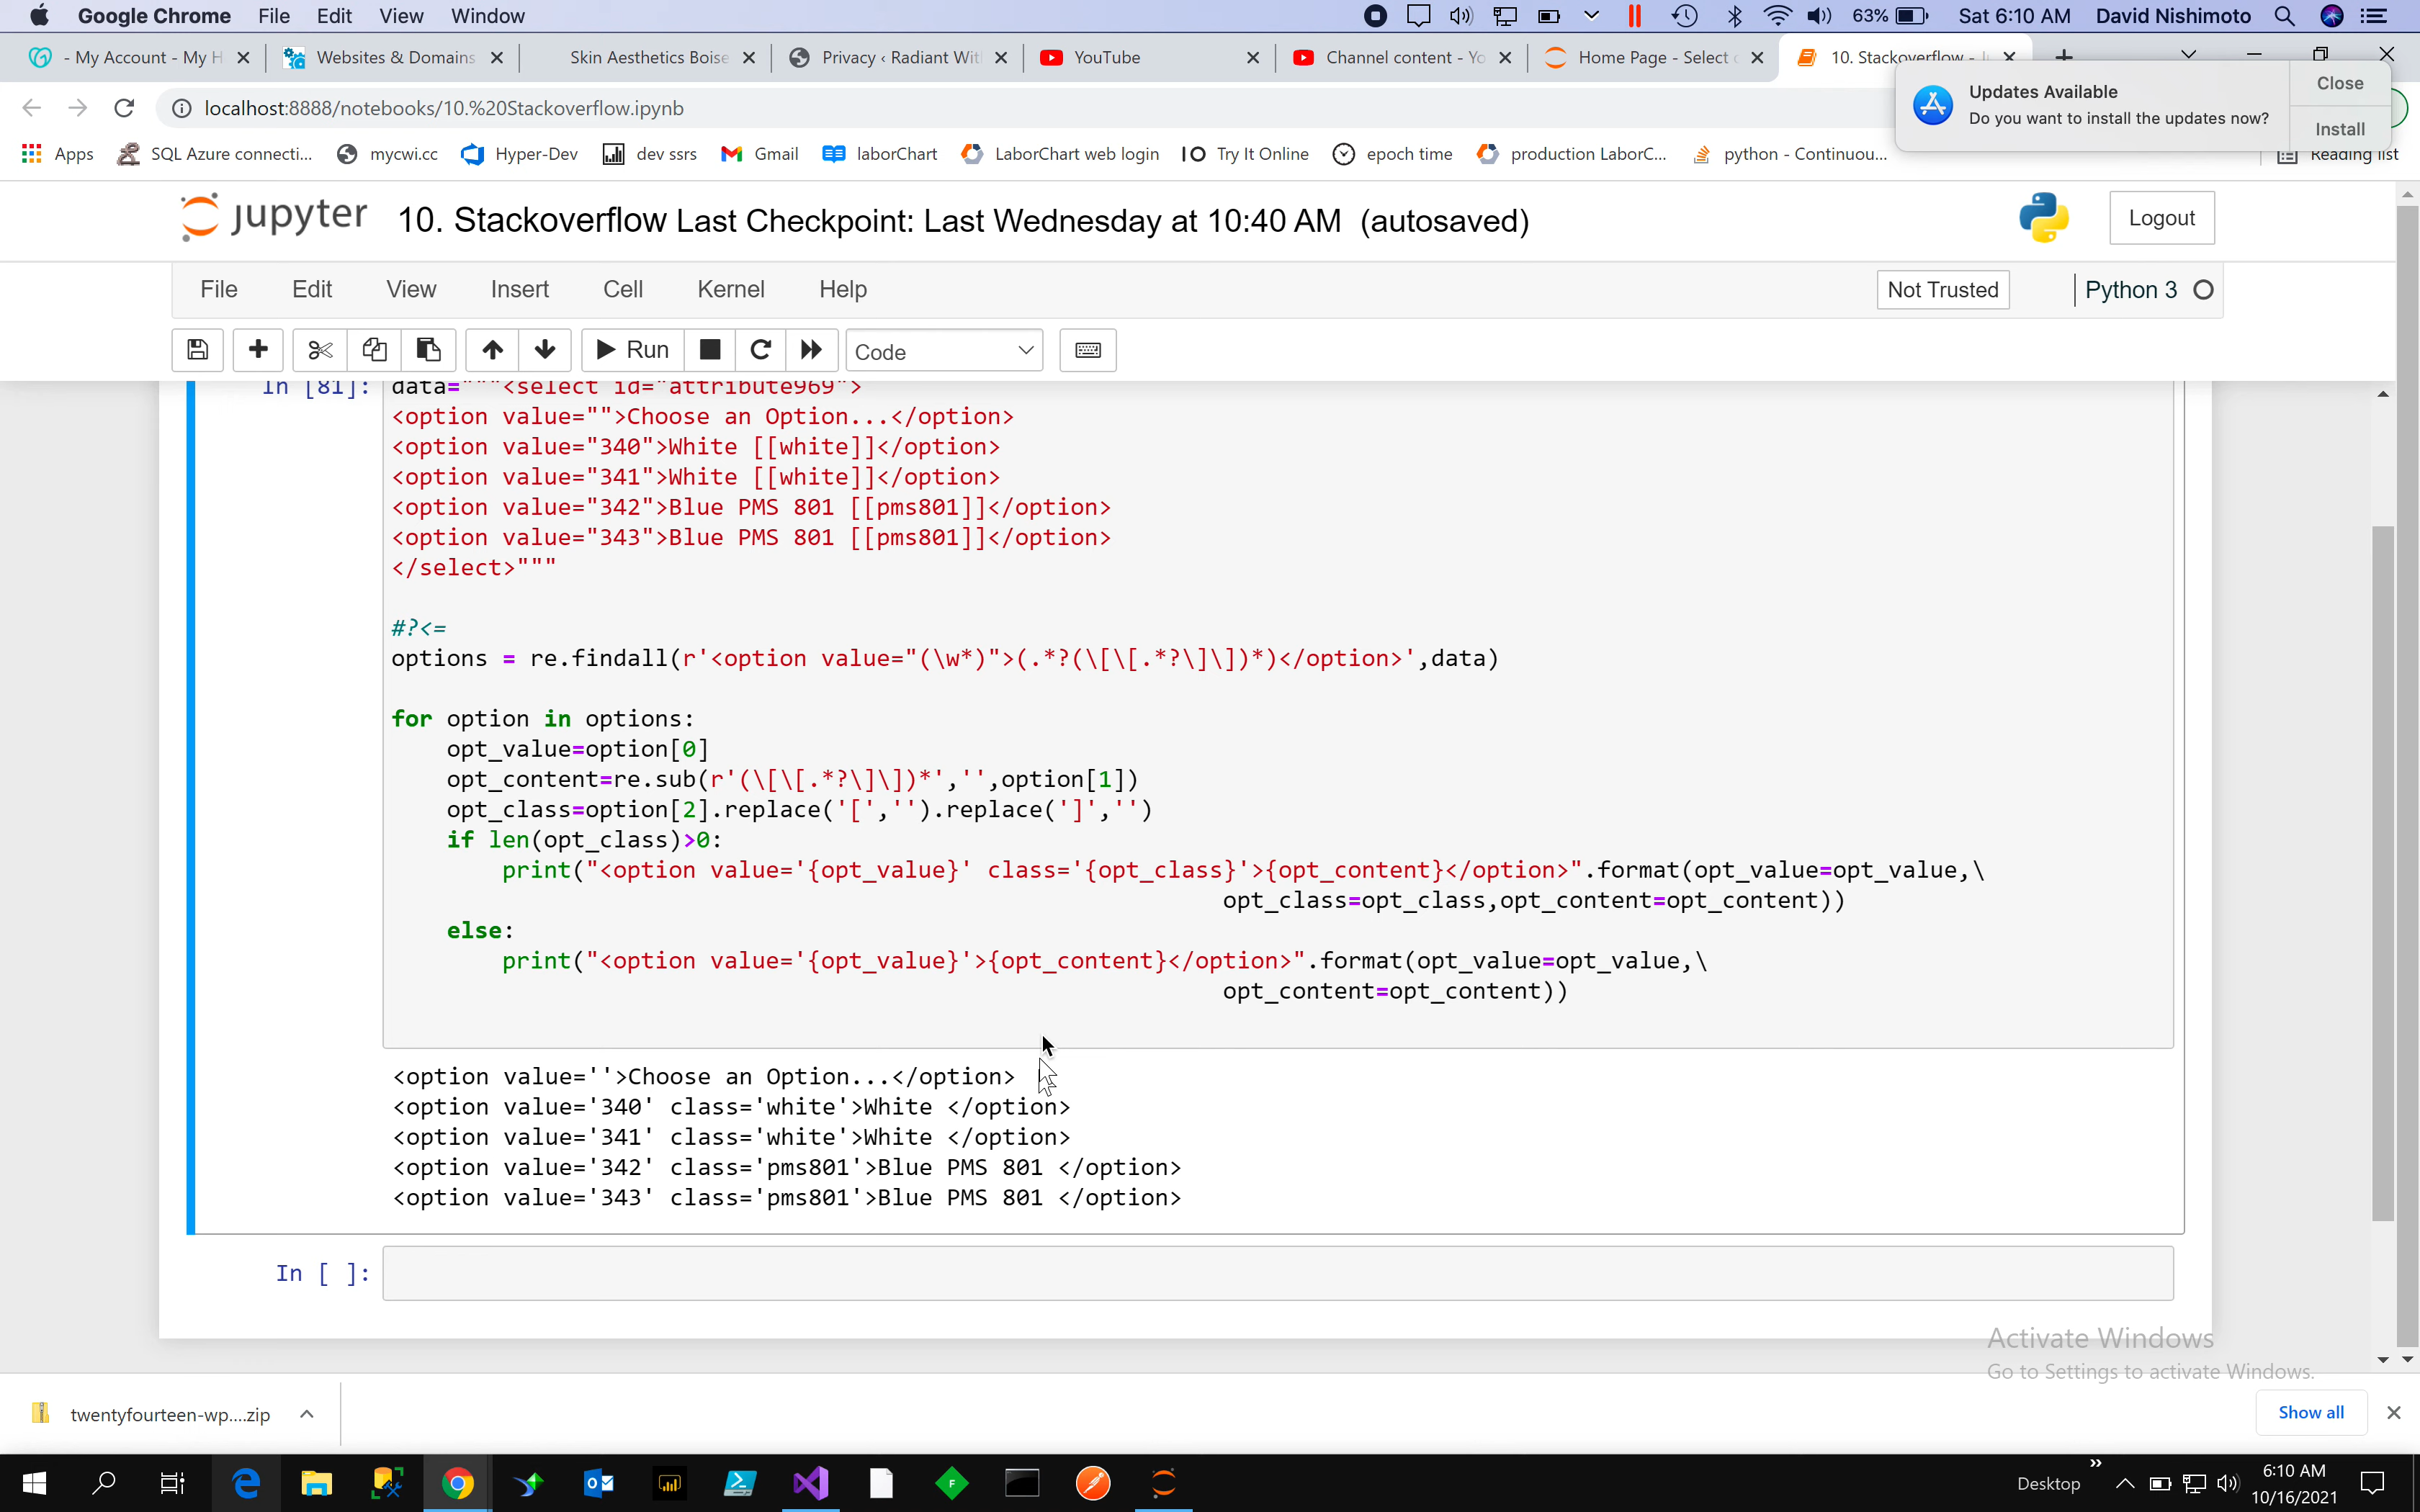 Google Chrome File Edit View Window 63% Sat 6:10 AM David Nishimoto
- My Account - My H Websites & Domains Skin Aesthetics Boise Privacy ‹ Radiant Wit YouTube Channel content - Yo Home Page - Select 10. Stackoverflow -
Updates Available
Do you want to install the updates now?
Close
Install
localhost:8888/notebooks/10.%20Stackoverflow.ipynb
Apps SQL Azure connecti... mycwi.cc Hyper-Dev dev ssrs Gmail laborChart LaborChart web login Try It Online epoch time production LaborC... python - Continuou... Reading list
jupyter 10. Stackoverflow Last Checkpoint: Last Wednesday at 10:40 AM (autosaved) Logout
File Edit View Insert Cell Kernel Help Not Trusted Python 3
Run Code
In [81]: data="""<select id="attribute969">
<option value="">Choose an Option...</option>
<option value="340">White [[white]]</option>
<option value="341">White [[white]]</option>
<option value="342">Blue PMS 801 [[pms801]]</option>
<option value="343">Blue PMS 801 [[pms801]]</option>
</select>"""
#?<=
options = re.findall(r'<option value="(\w*)">(.*?(\[\[.*?\]\])*)</option>',data)
for option in options:
opt_value=option[0]
opt_content=re.sub(r'(\[\[.*?\]\])*','',option[1])
opt_class=option[2].replace('[','').replace(']','')
if len(opt_class)>0:
print("<option value='{opt_value}' class='{opt_class}'>{opt_content}</option>".format(opt_value=opt_value,\
opt_class=opt_class,opt_content=opt_content))
else:
print("<option value='{opt_value}'>{opt_content}</option>".format(opt_value=opt_value,\
opt_content=opt_content))
<option value=''>Choose an Option...</option>
<option value='340' class='white'>White </option>
<option value='341' class='white'>White </option>
<option value='342' class='pms801'>Blue PMS 801 </option>
<option value='343' class='pms801'>Blue PMS 801 </option>
In [ ]:
Activate Windows
Go to Settings to activate Windows.
twentyfourteen-wp....zip Show all
Desktop 6:10 AM
10/16/2021